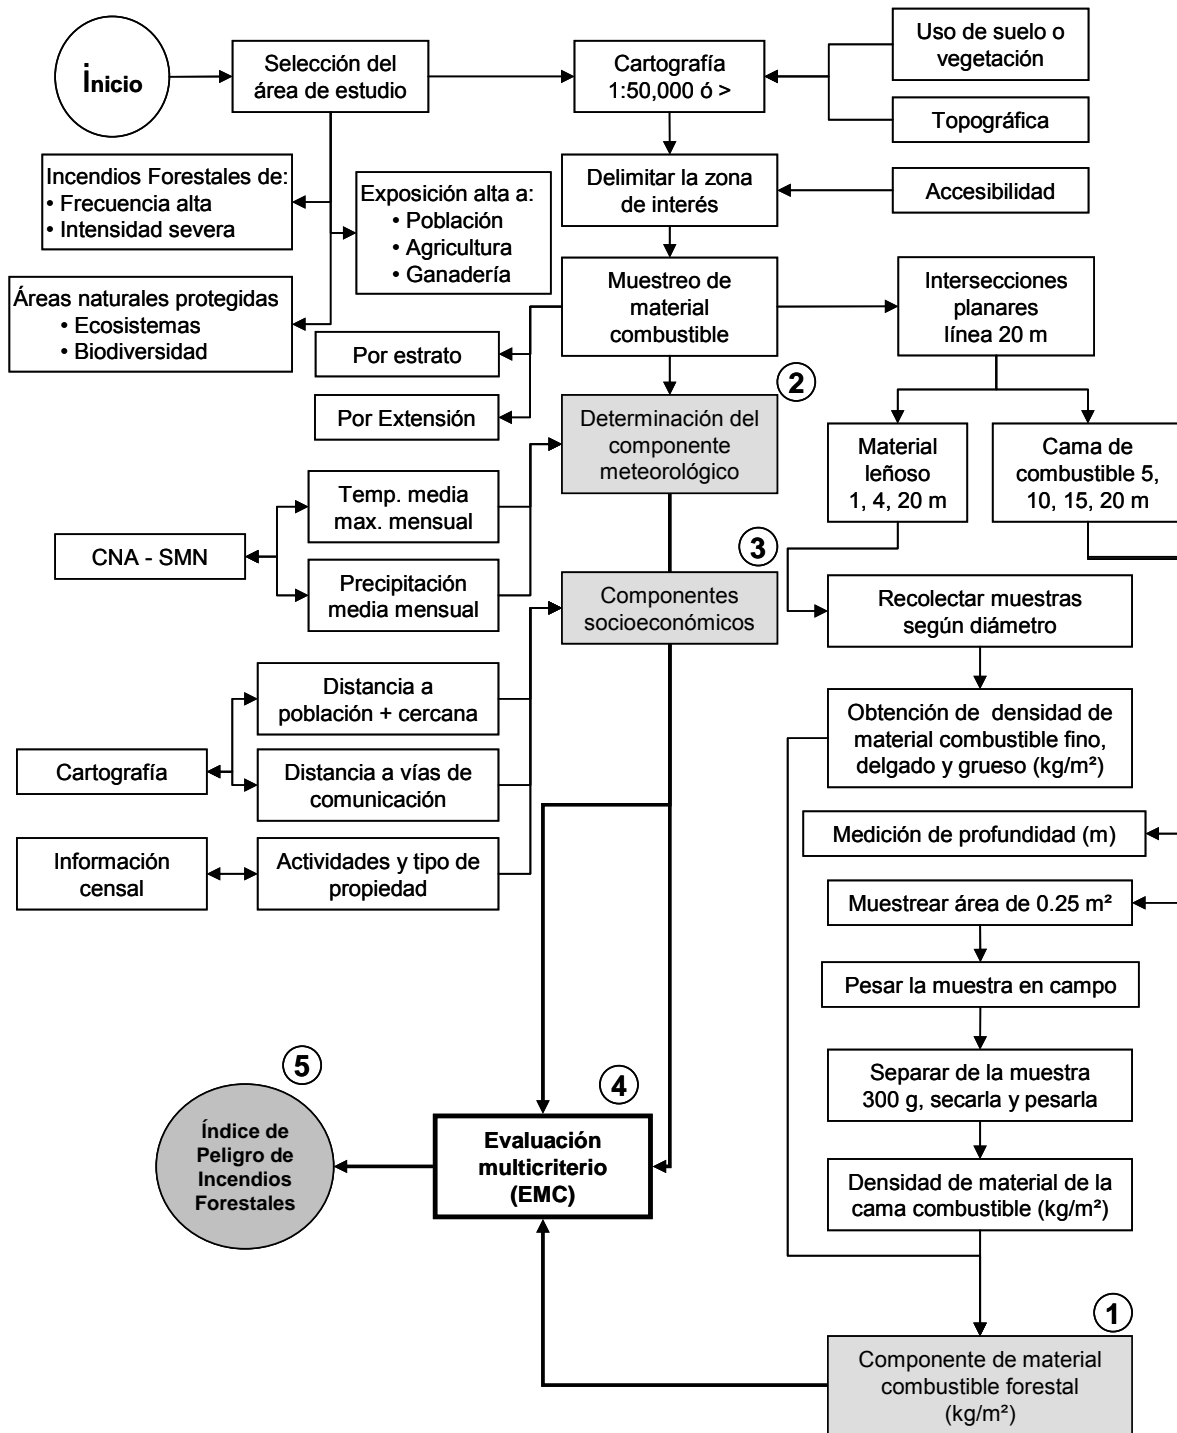 Inicio
Selección del
área de estudio
Cartografía
1:50,000 ó >
Uso de suelo o
vegetación
Topográfica
Incendios Forestales de:
• Frecuencia alta
• Intensidad severa
Exposición alta a:
• Población
• Agricultura
• Ganadería
Delimitar la zona
de interés
Accesibilidad
Áreas naturales protegidas
• Ecosistemas
• Biodiversidad
Muestreo de
material
combustible
Intersecciones
planares
línea 20 m
Por estrato
Por Extensión
2
Determinación del
componente
meteorológico
Material
leñoso
1, 4, 20 m
Cama de
combustible 5,
10, 15, 20 m
Temp. media
max. mensual
CNA - SMN
Precipitación
media mensual
3
Componentes
socioeconómicos
Recolectar muestras
según diámetro
Distancia a
población + cercana
Obtención de densidad de
material combustible fino,
delgado y grueso (kg/m²)
Cartografía
Distancia a vías de
comunicación
Medición de profundidad (m)
Información
censal
Actividades y tipo de
propiedad
Muestrear área de 0.25 m²
Pesar la muestra en campo
Separar de la muestra
300 g, secarla y pesarla
5
Índice de
Peligro de
Incendios
Forestales
4
Evaluación
multicriterio
(EMC)
Densidad de material de la
cama combustible (kg/m²)
1
Componente de material
combustible forestal
(kg/m²)